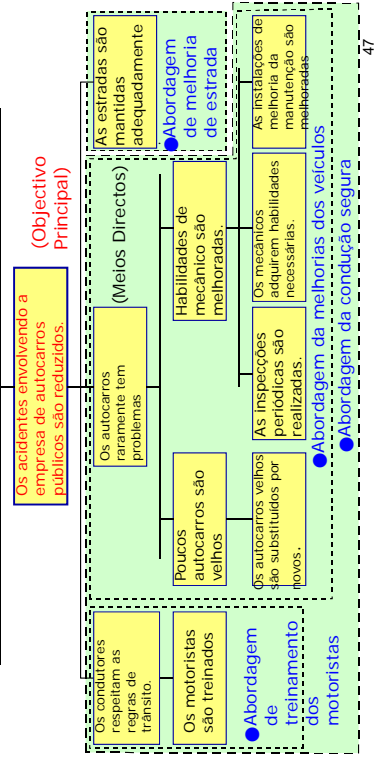 Os acidentes envolvendo a
empresa de autocarros
públicos são reduzidos.
(Objectivo
Principal)
Os condutores
respeitam as
regras de
trânsito.
Os autocarros
raramente tem
problemas
(Meios Directos)
As estradas são
mantidas
adequadamente
Os motoristas
são treinados
Poucos
autocarros são
velhos
Habilidades de
mecânico são
melhoradas.
●Abordagem
de melhoria
de estrada
●Abordagem
de
treinamento
dos
motoristas
Os autocarros velhos
são substituídos por
novos.
As inspecções
periódicas são
realizadas.
Os mecânicos
adquirem habilidades
necessárias.
As instalações de
melhoria da
manutenção são
melhoradas
●Abordagem da melhorias dos veículos
●Abordagem da condução segura
47